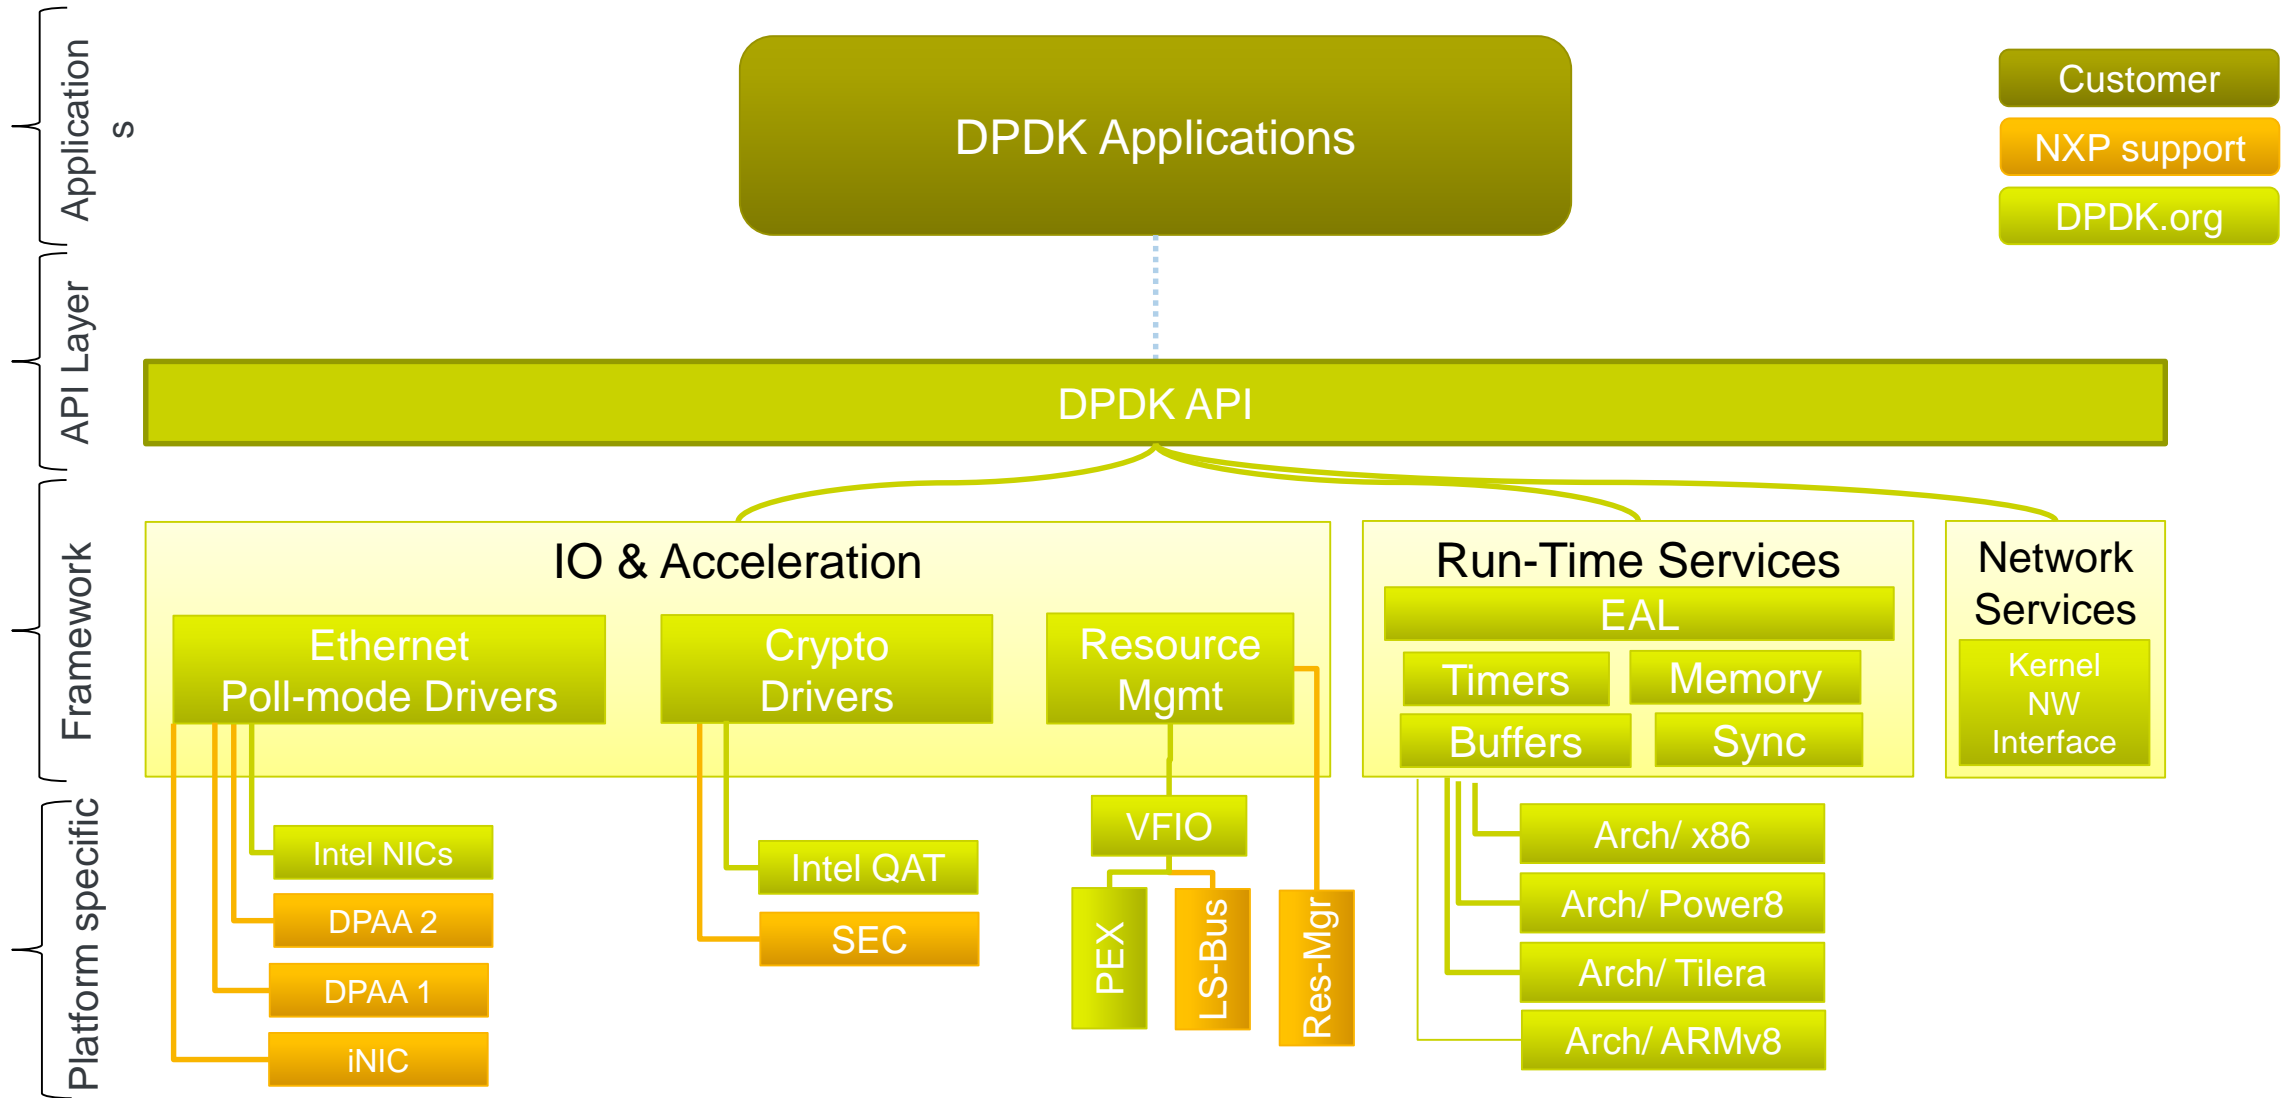 Application
s
DPDK Applications
Customer
NXP support
DPDK.org
API Layer
DPDK API
Framework
IO & Acceleration
Ethernet
Poll-mode Drivers
Crypto
Drivers
Resource
Mgmt
Run-Time Services
EAL
Timers
Memory
Buffers
Sync
Network
Services
Kernel
NW
Interface
Platform specific
Intel NICs
DPAA 2
DPAA 1
iNIC
Intel QAT
SEC
VFIO
PEX
LS-Bus
Res-Mgr
Arch/ x86
Arch/ Power8
Arch/ Tilera
Arch/ ARMv8